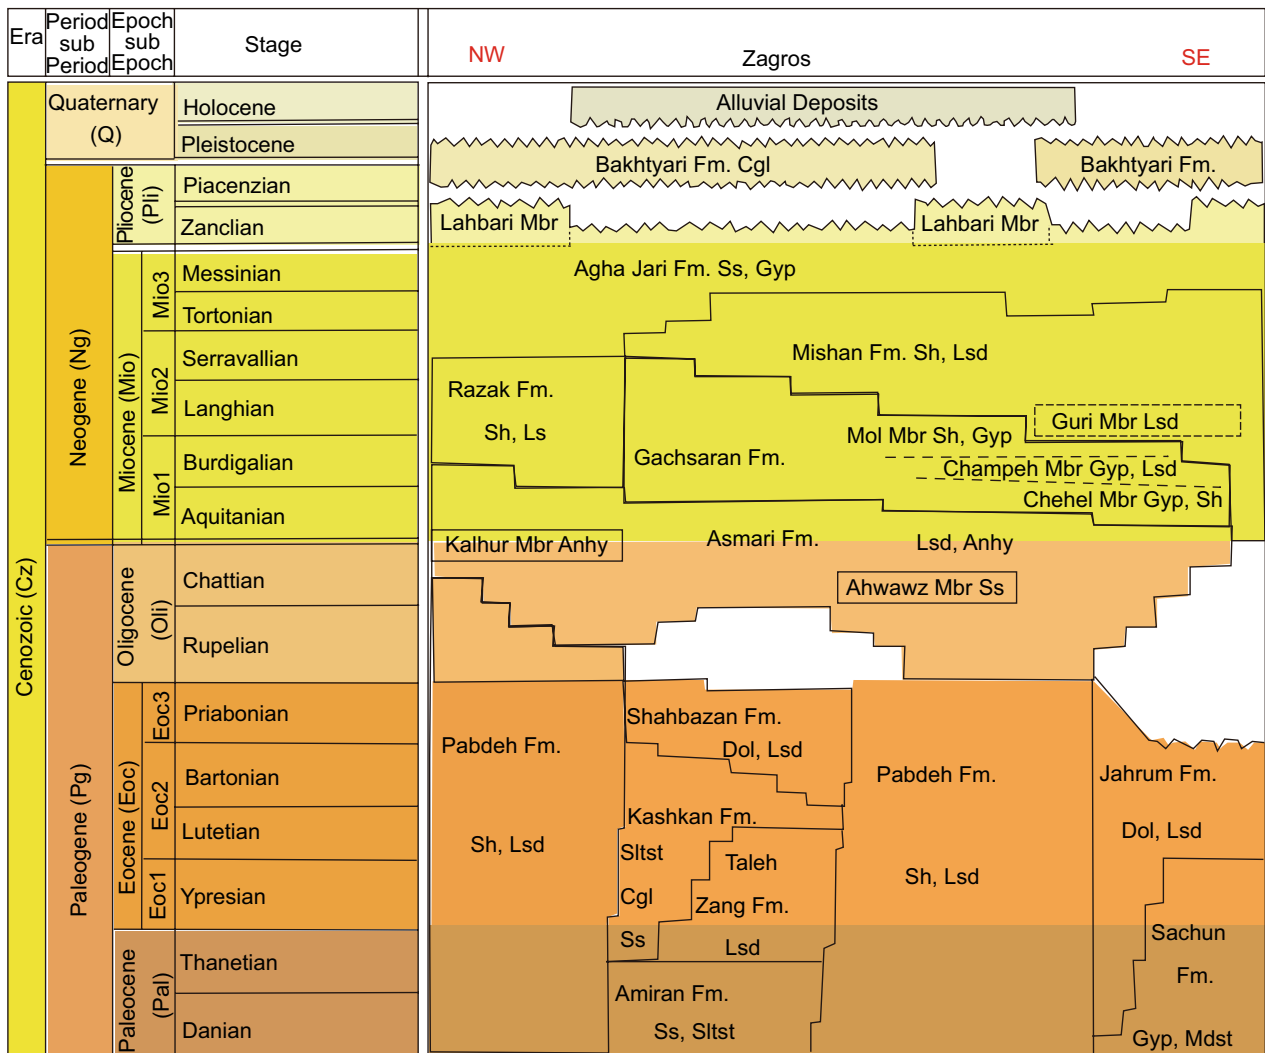 Era
Period
sub
Period
Epoch
sub
Epoch
Stage
NW
Zagros
SE
Cenozoic (Cz)
Quaternary
(Q)
Neogene (Ng)
Paleogene (Pg)
Pliocene
(Pli)
Miocene (Mio)
Mio3
Mio2
Mio1
Oligocene
(Oli)
Eocene (Eoc)
Eoc3
Eoc2
Eoc1
Paleocene
(Pal)
Holocene
Pleistocene
Piacenzian
Zanclian
Messinian
Tortonian
Serravallian
Langhian
Burdigalian
Aquitanian
Chattian
Rupelian
Priabonian
Bartonian
Lutetian
Ypresian
Thanetian
Danian
Alluvial Deposits
Bakhtyari Fm. Cgl
Bakhtyari Fm.
Lahbari Mbr
Lahbari Mbr
Agha Jari Fm. Ss, Gyp
Mishan Fm. Sh, Lsd
Razak Fm.
Sh, Ls
Guri Mbr Lsd
Mol Mbr Sh, Gyp
Gachsaran Fm.
Champeh Mbr Gyp, Lsd
Chehel Mbr Gyp, Sh
Kalhur Mbr Anhy
Asmari Fm.
Lsd, Anhy
Ahwawz Mbr Ss
Pabdeh Fm.
Sh, Lsd
Shahbazan Fm.
Dol, Lsd
Kashkan Fm.
Sltst
Cgl
Ss
Taleh
Zang Fm.
Lsd
Amiran Fm.
Ss, Sltst
Pabdeh Fm.
Sh, Lsd
Jahrum Fm.
Dol, Lsd
Sachun
Fm.
Gyp, Mdst